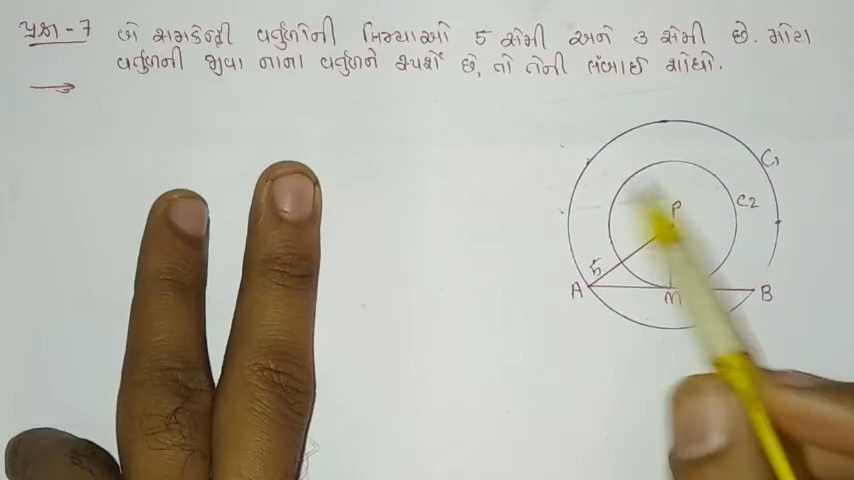 પ્રશ્ન - 7 બે સમકેન્દ્રી વર્તુળોની ત્રિજ્યાઓ 5 સેમી અને 3 સેમી છે. મોટા
વર્તુળની જીવા નાના વર્તુળને સ્પર્શે છે, તો તેની લંબાઈ શોધો.
C1
C2
P
5
A
M
B